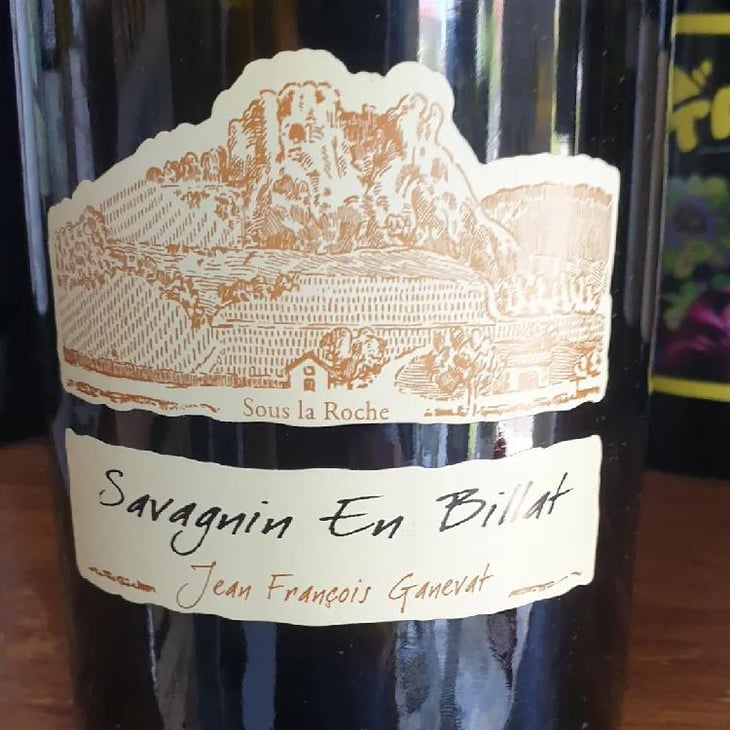 Sous la Roche
Savagnin En Billat
Jean François Ganevat